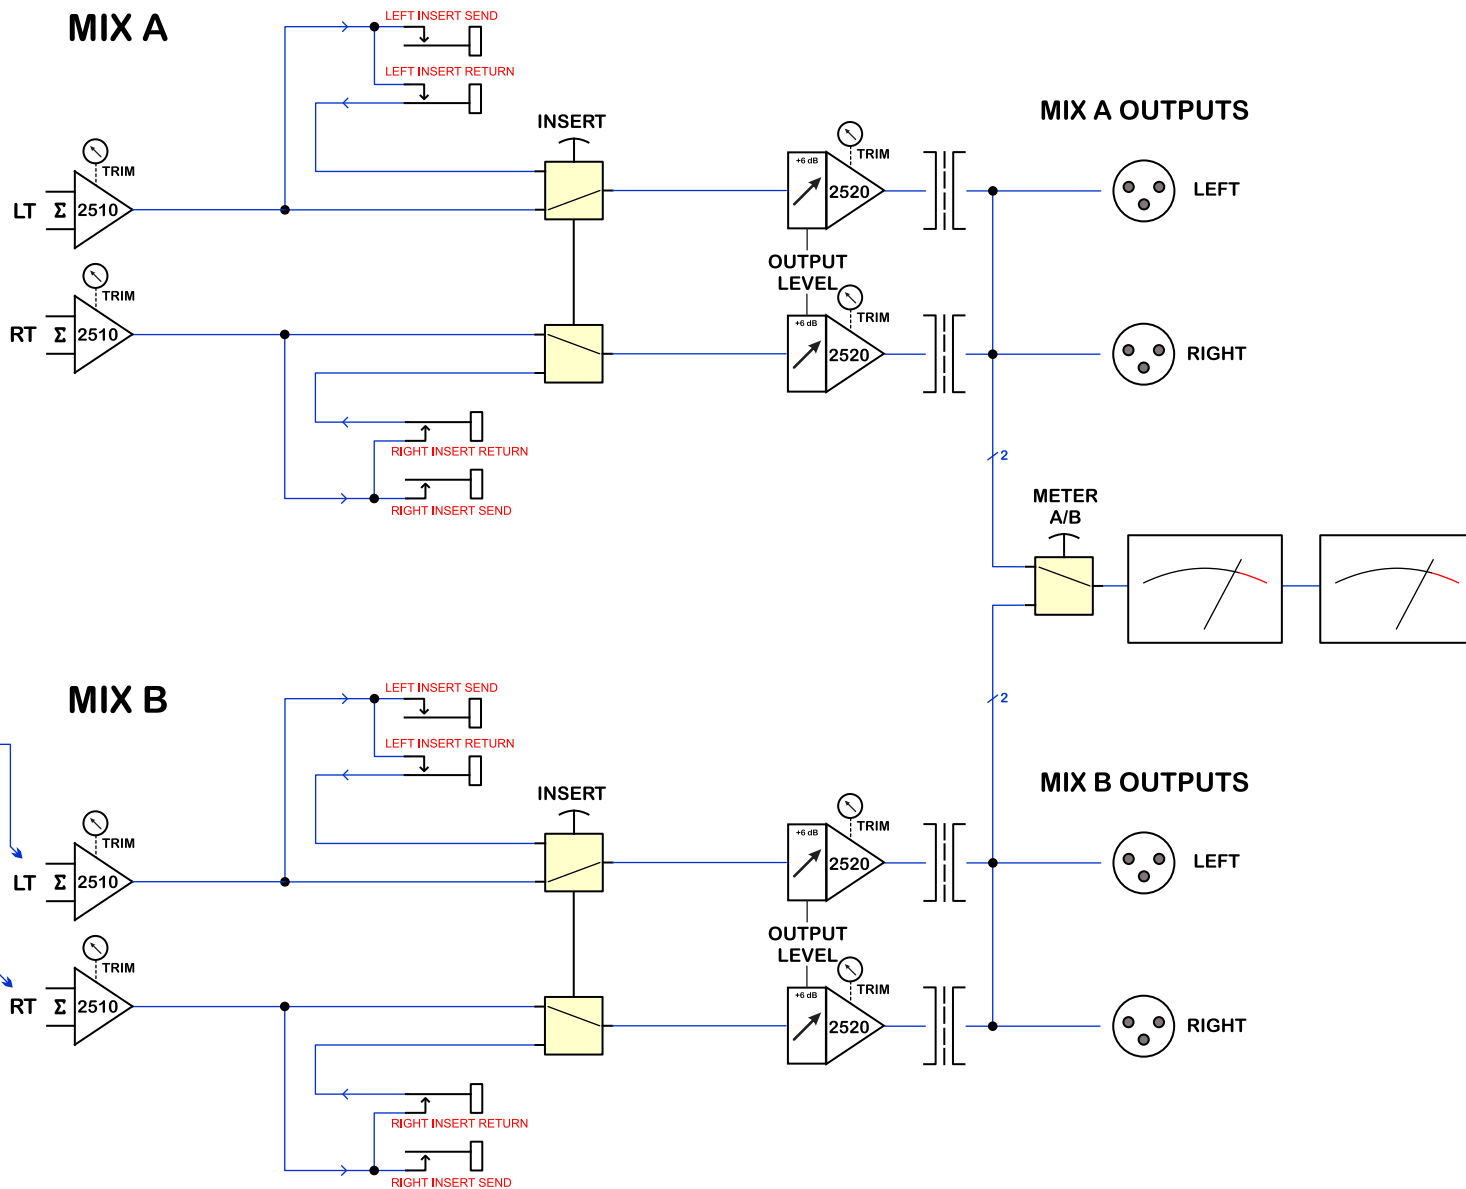 MIX A
LEFT INSERT SEND
LEFT INSERT RETURN
INSERT
MIX A OUTPUTS
TRIM
LT Σ 2510
+6 dB
TRIM
2520
LEFT
OUTPUT
LEVEL
TRIM
RT Σ 2510
+6 dB
TRIM
2520
RIGHT
RIGHT INSERT RETURN
RIGHT INSERT SEND
2
METER
A/B
MIX B
LEFT INSERT SEND
LEFT INSERT RETURN
2
INSERT
MIX B OUTPUTS
TRIM
LT Σ 2510
+6 dB
TRIM
2520
LEFT
OUTPUT
LEVEL
TRIM
RT Σ 2510
+6 dB
TRIM
2520
RIGHT
RIGHT INSERT RETURN
RIGHT INSERT SEND